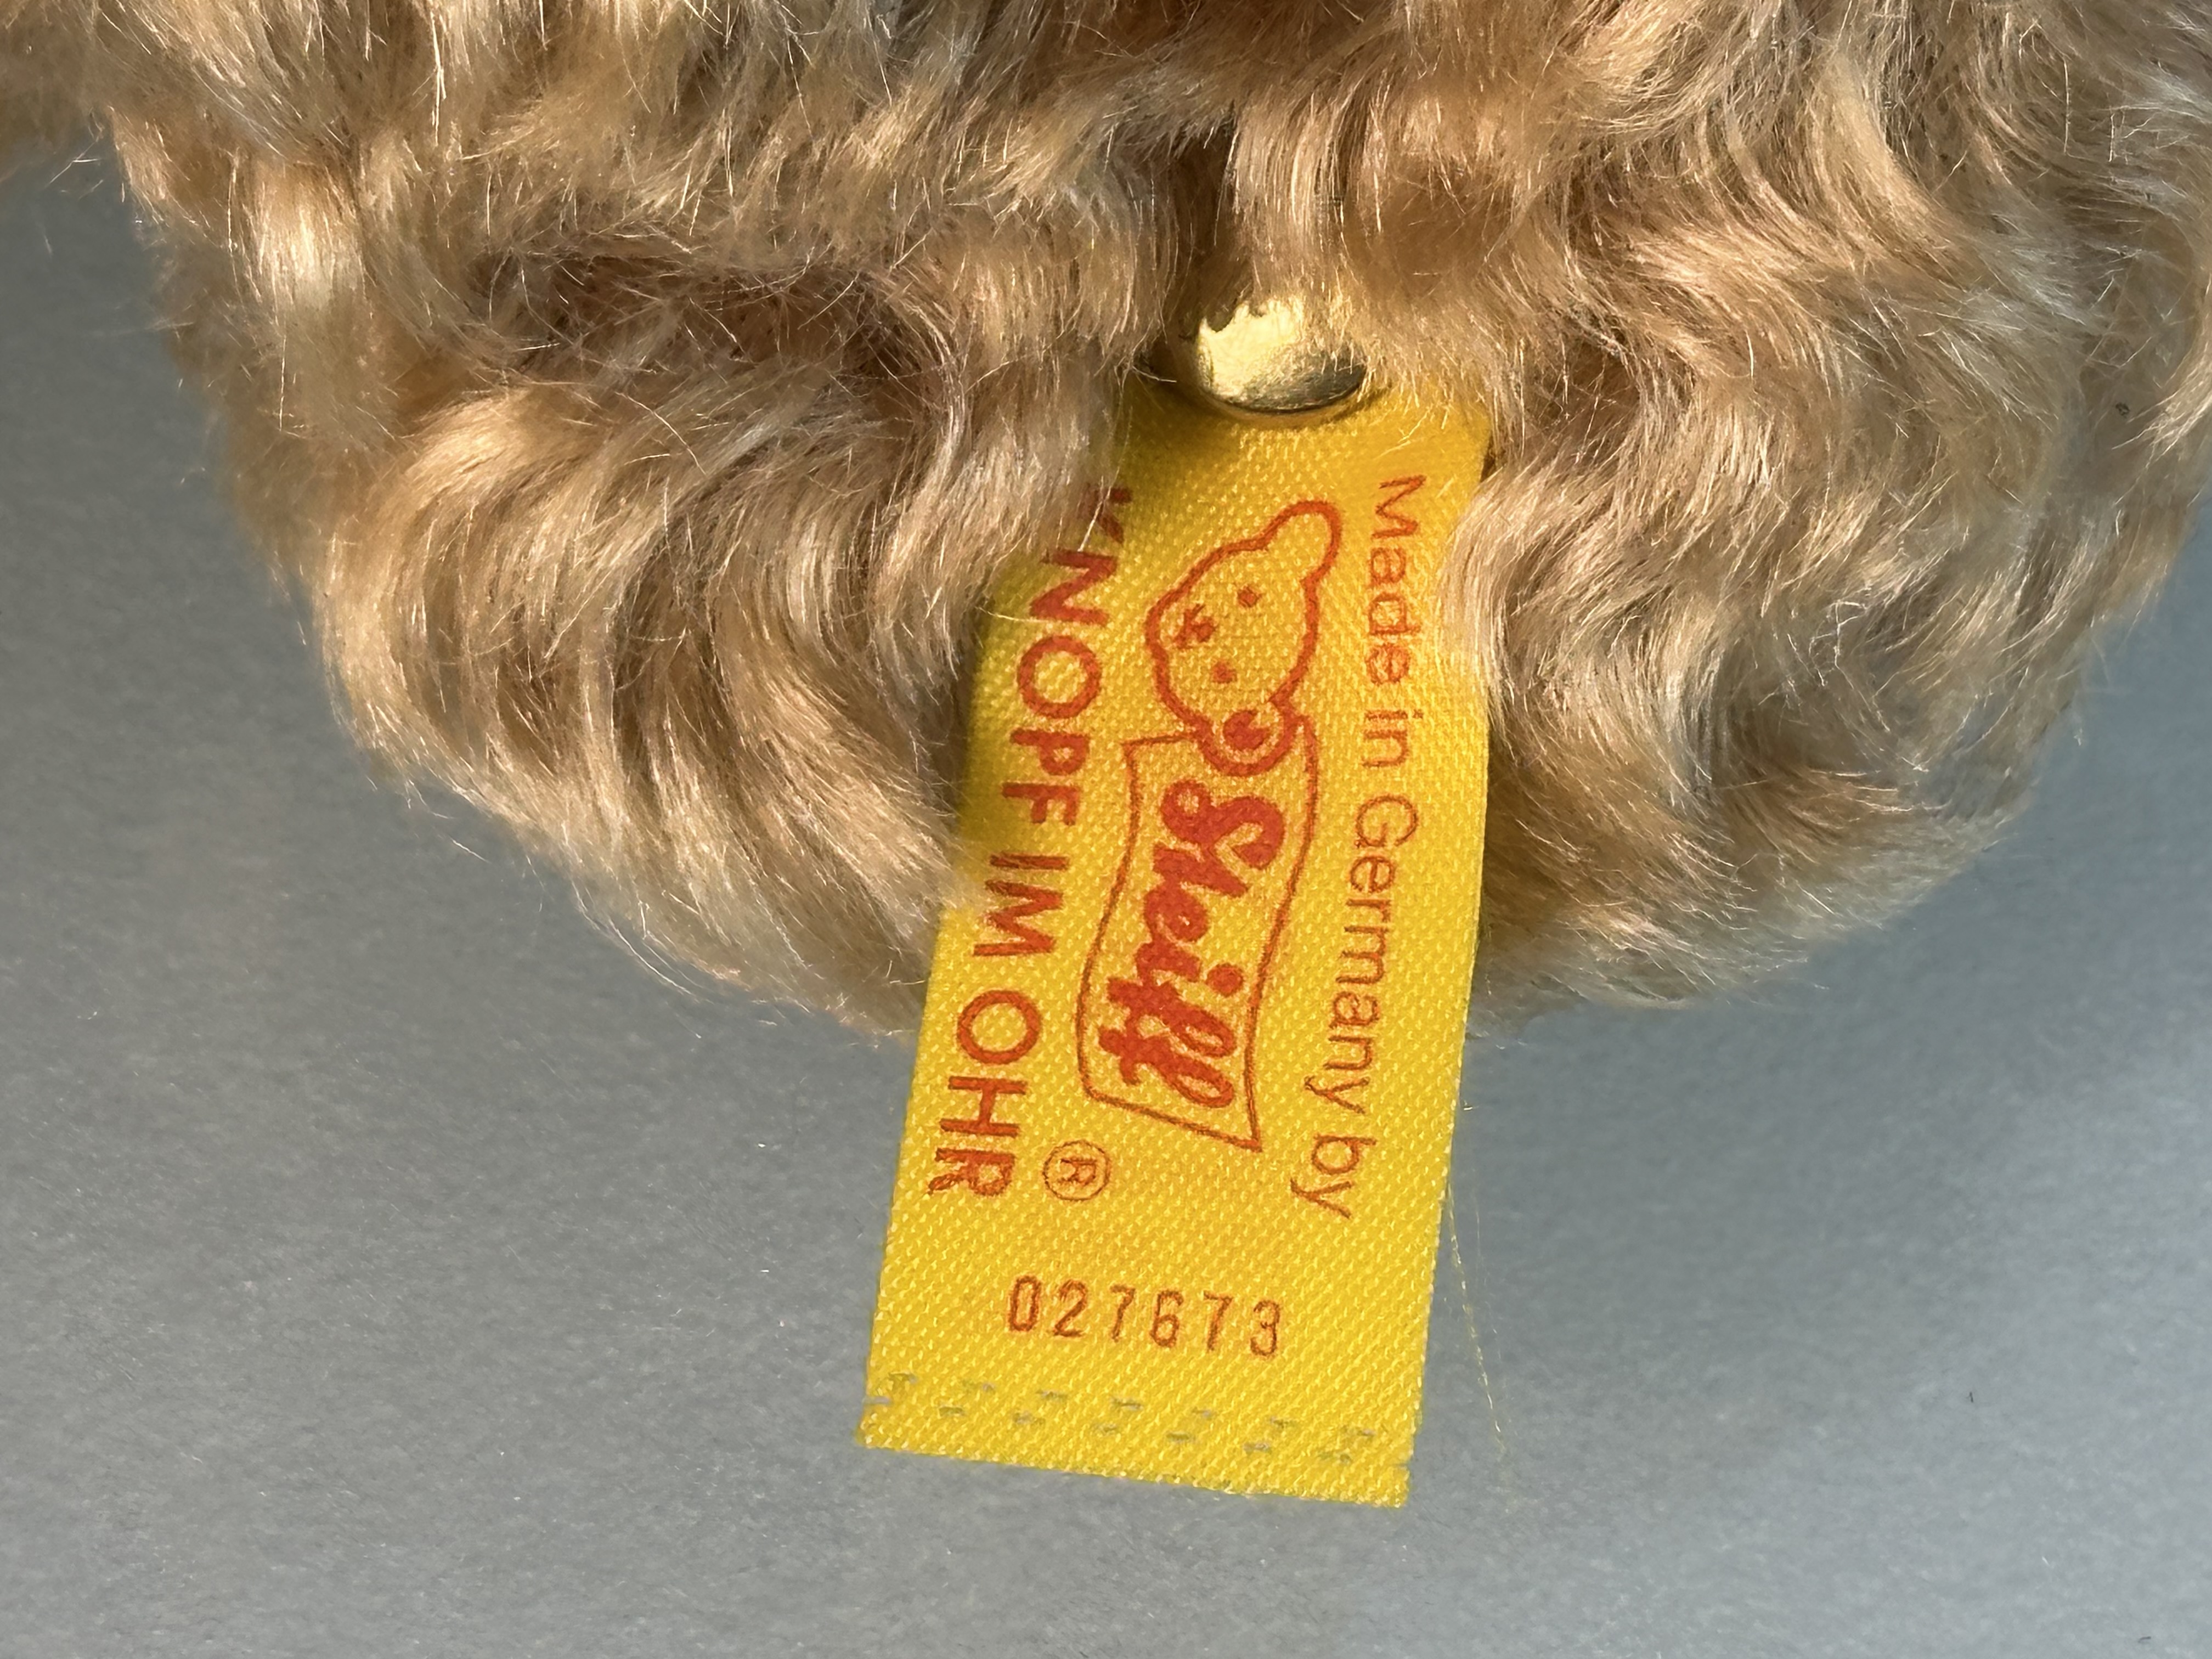 Made in Germany by
Steiff
®
KNOPF IM OHR
027673